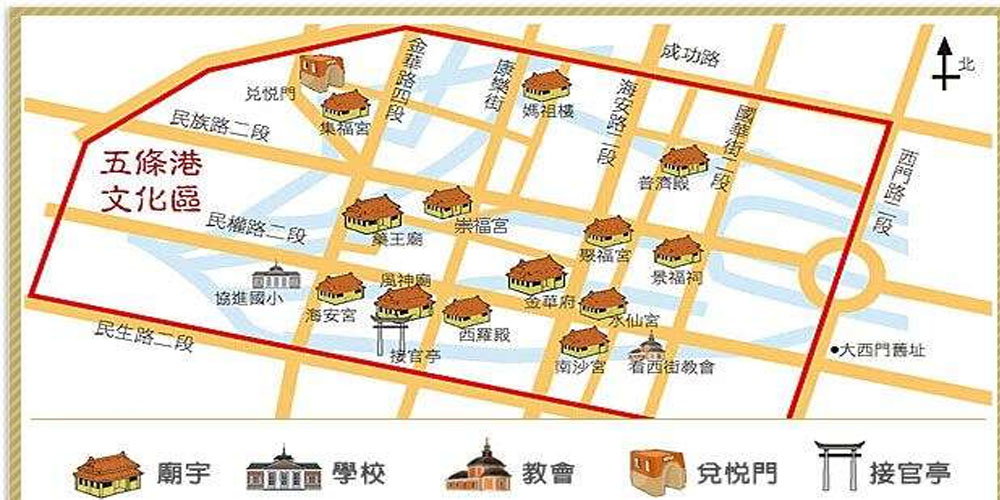 成功路
北
金華路四段
康樂街
海安路二段
國華街二段
西門路二段
兌悅門
集福宮
媽祖樓
民族路二段
普濟殿
五條港
文化區
民權路二段
藥王廟
崇福宮
聚福宮
景福祠
協進國小
海安宮
風神廟
接官亭
西羅殿
金華府
水仙宮
南沙宮
看西街教會
民生路二段
●大西門舊址
廟宇
學校
教會
兌悅門
接官亭